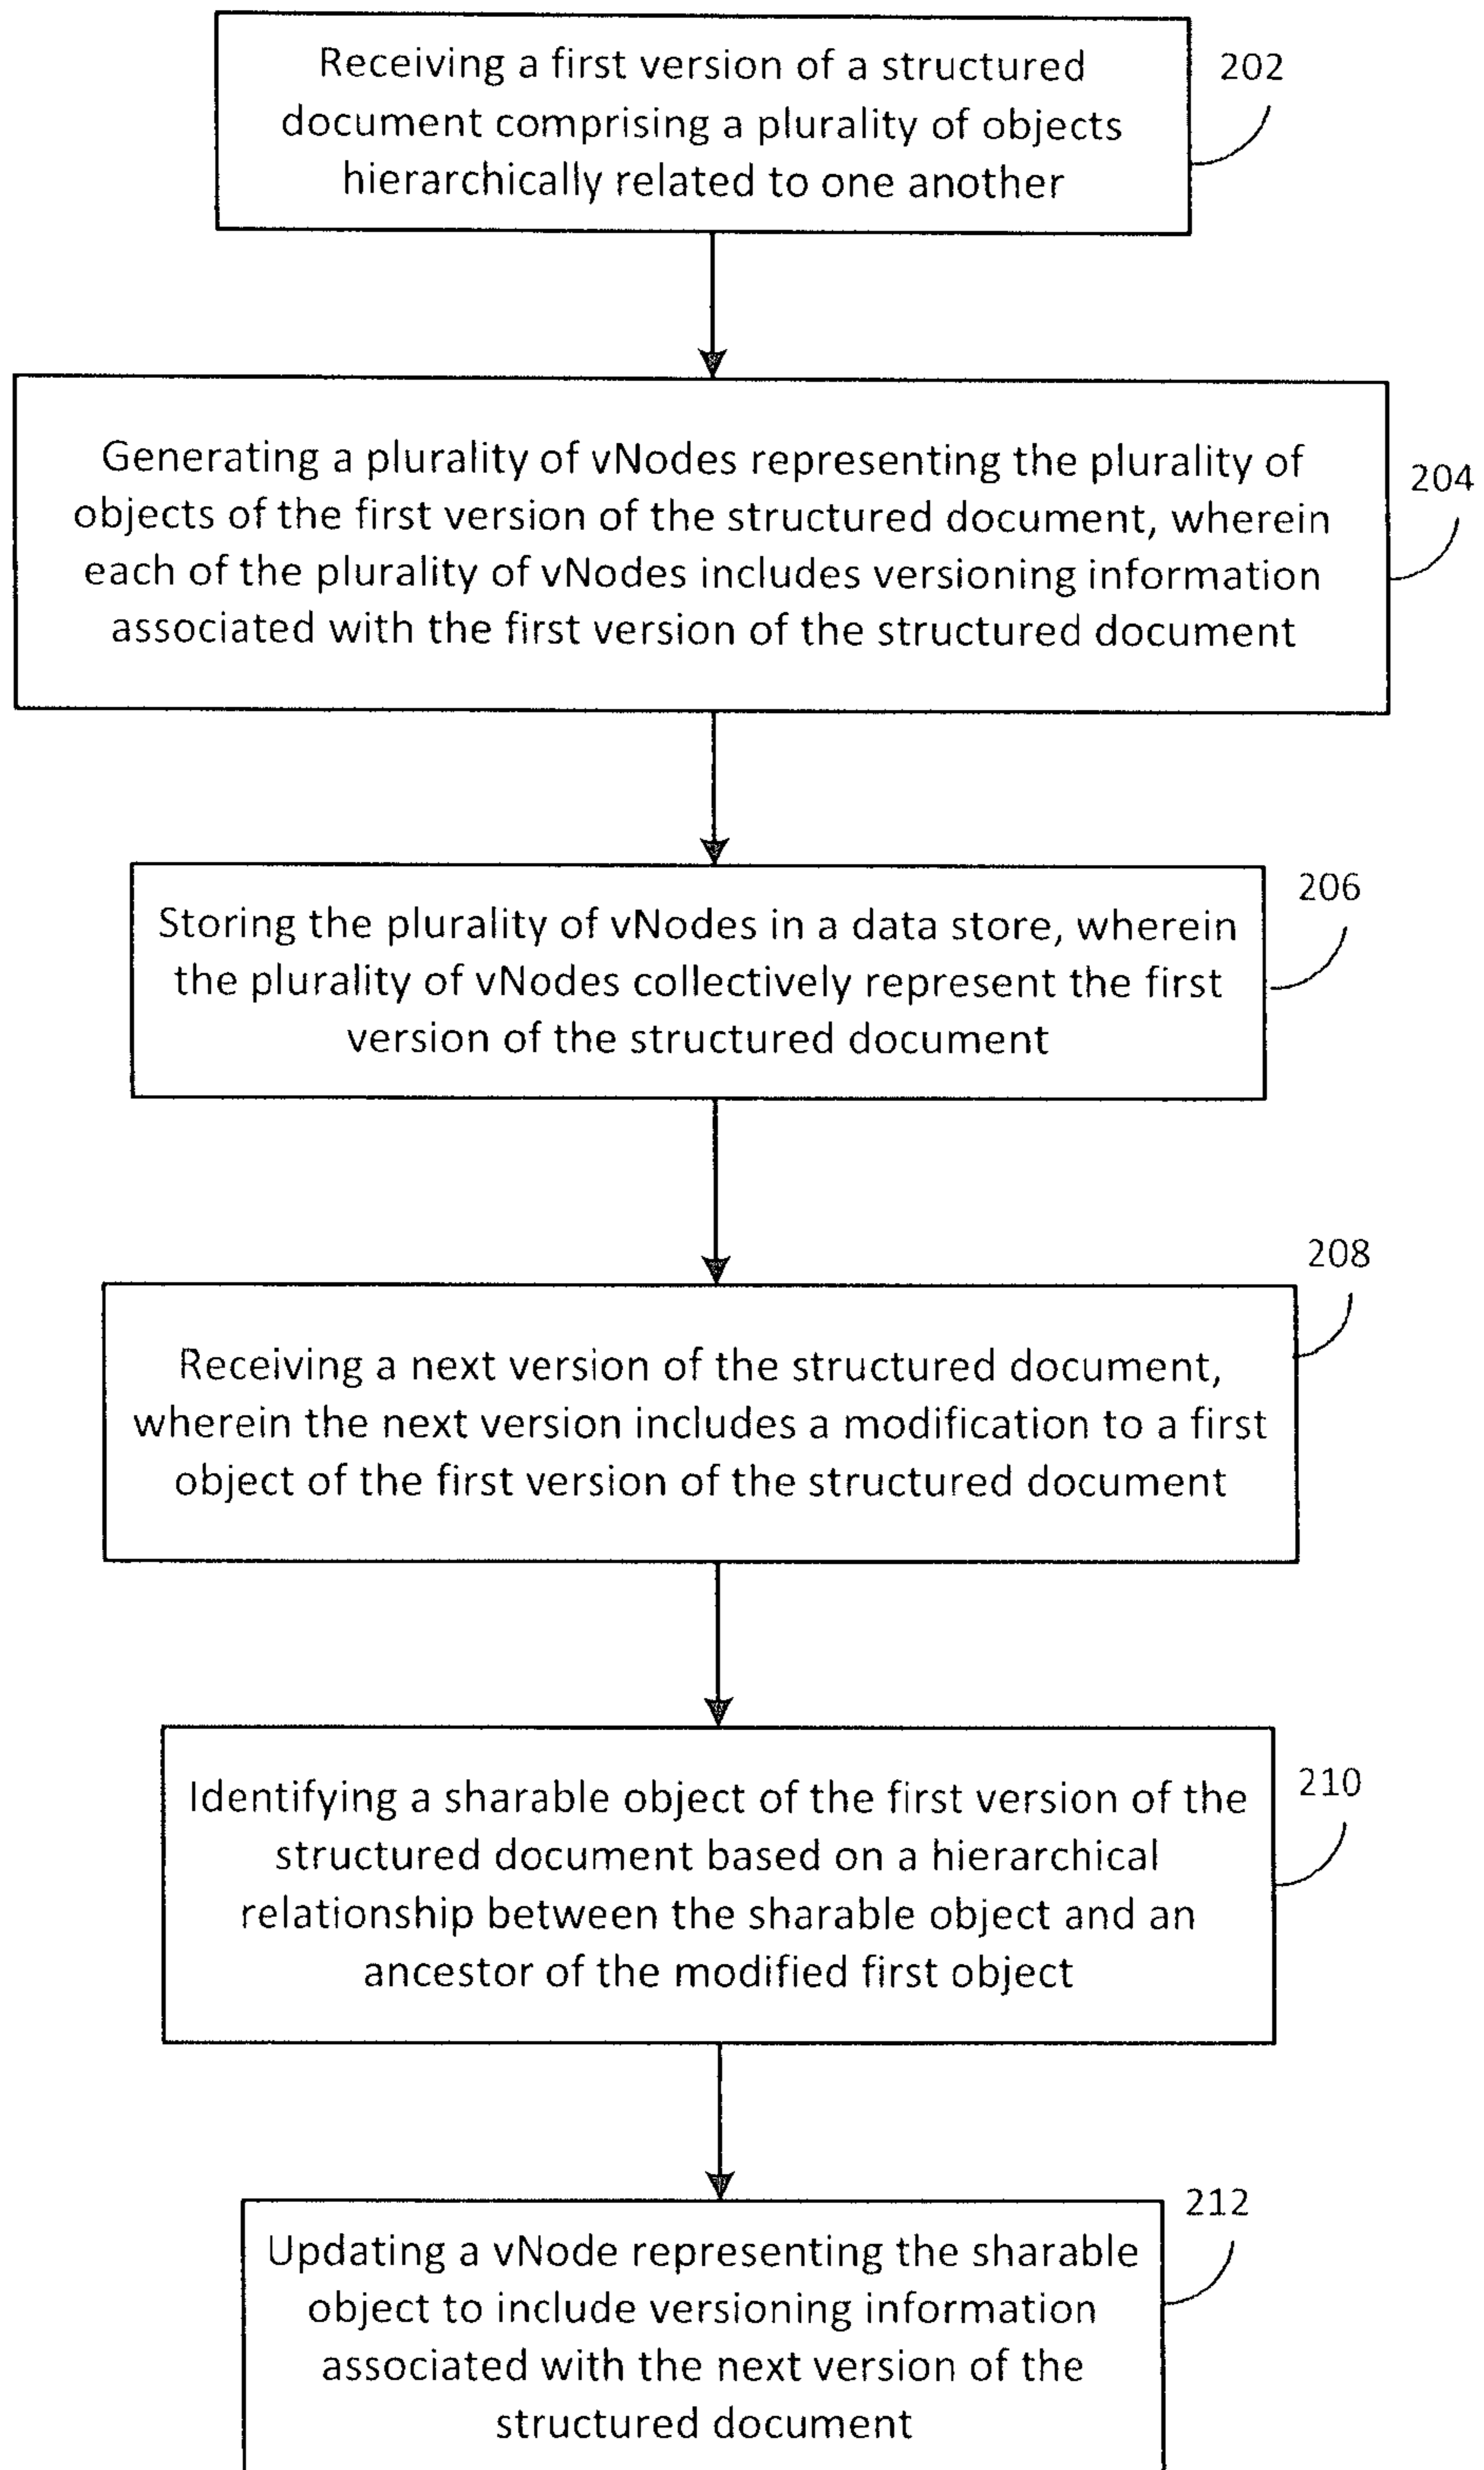 Receiving a first version of a structured
document comprising a plurality of objects
hierarchically related to one another
202
Generating a plurality of vNodes representing the plurality of
objects of the first version of the structured document, wherein
each of the plurality of vNodes includes versioning information
associated with the first version of the structured document
204
Storing the plurality of vNodes in a data store, wherein
the plurality of vNodes collectively represent the first
version of the structured document
206
Receiving a next version of the structured document,
wherein the next version includes a modification to a first
object of the first version of the structured document
208
Identifying a sharable object of the first version of the
structured document based on a hierarchical
relationship between the sharable object and an
ancestor of the modified first object
210
Updating a vNode representing the sharable
object to include versioning information
associated with the next version of the
structured document
212